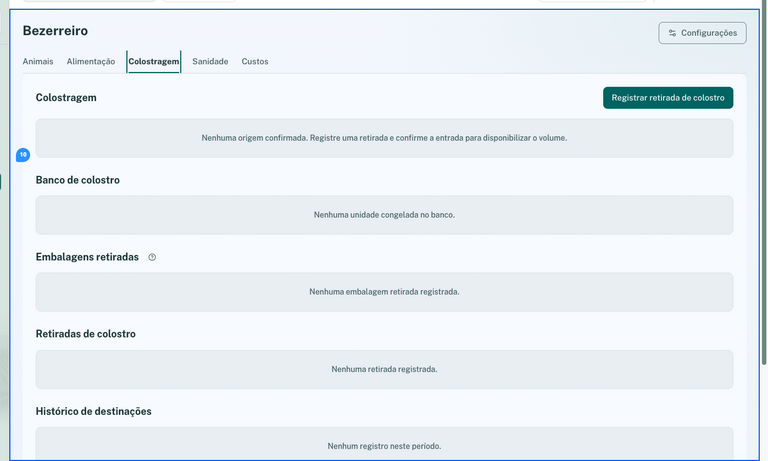 Bezerreiro
Configurações
Animais Alimentação Colostragem Sanidade Custos
Colostragem
Registrar retirada de colostro
Nenhuma origem confirmada. Registre uma retirada e confirme a entrada para disponibilizar o volume.
10
Banco de colostro
Nenhuma unidade congelada no banco.
Embalagens retiradas
Nenhuma embalagem retirada registrada.
Retiradas de colostro
Nenhuma retirada registrada.
Histórico de destinações
Nenhum registro neste período.